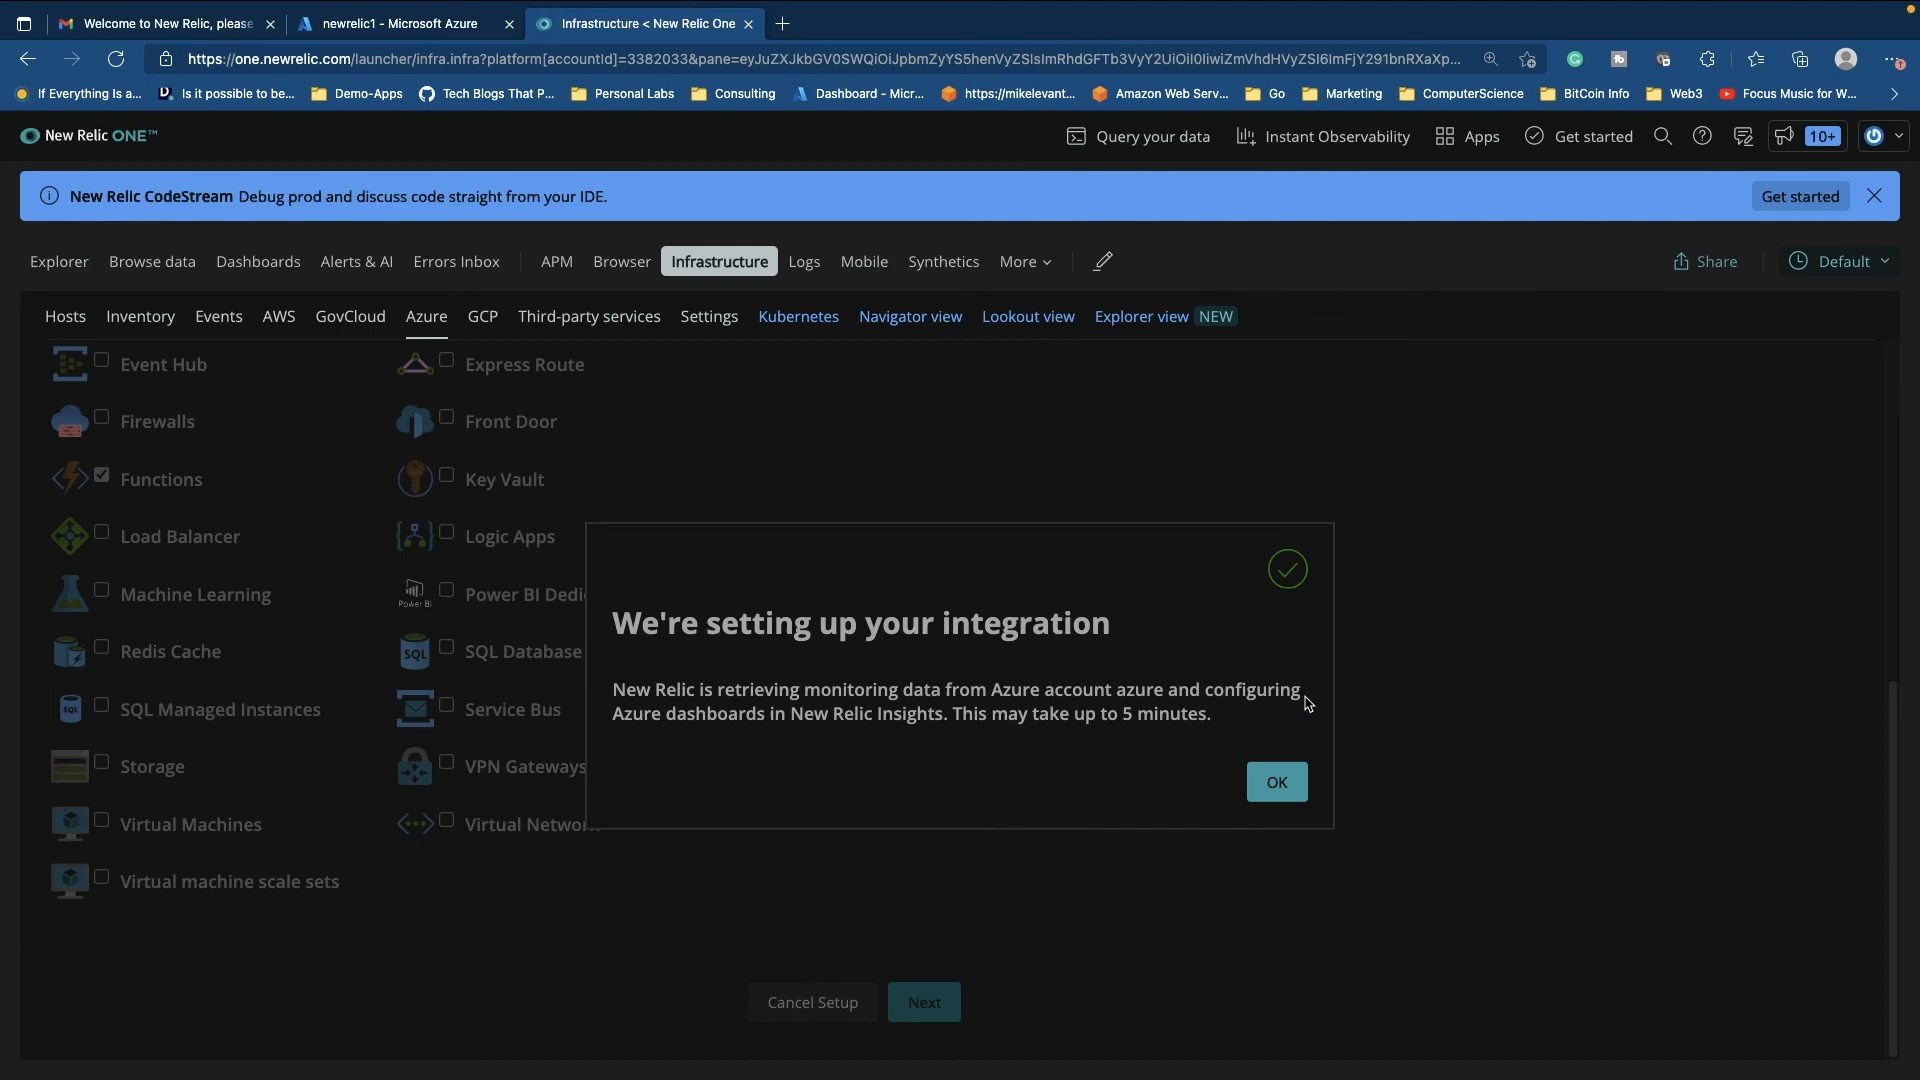 Welcome to New Relic, please
newrelic1 - Microsoft Azure
Infrastructure < New Relic One
https://one.newrelic.com/launcher/infra.infra?platform[accountId]=3382033&pane=
If Everything Is a...
Is it possible to be...
Demo-Apps
Tech Blogs That P...
Personal Labs
Consulting
Dashboard - Micr...
https://mikelevant...
Amazon Web Serv...
Go
Marketing
ComputerScience
BitCoin Info
Web3
Focus Music for W...
New Relic ONE™
Query your data
Instant Observability
Apps
Get started
10+
New Relic CodeStream Debug prod and discuss code straight from your IDE.
Get started
Explorer
Browse data
Dashboards
Alerts & AI
Errors Inbox
APM
Browser
Infrastructure
Logs
Mobile
Synthetics
More
Share
Default
Hosts
Inventory
Events
AWS
GovCloud
Azure
GCP
Third-party services
Settings
Kubernetes
Navigator view
Lookout view
Explorer view NEW
Event Hub
Express Route
Firewalls
Front Door
Functions
Key Vault
Load Balancer
Logic Apps
Machine Learning
Power BI
Power BI Dedi
Redis Cache
SQL
SQL Database
SQL
SQL Managed Instances
Service Bus
Storage
VPN Gateways
Virtual Machines
Virtual Networ
Virtual machine scale sets
We're setting up your integration
New Relic is retrieving monitoring data from Azure account azure and configuring
Azure dashboards in New Relic Insights. This may take up to 5 minutes.
OK
Cancel Setup
Next